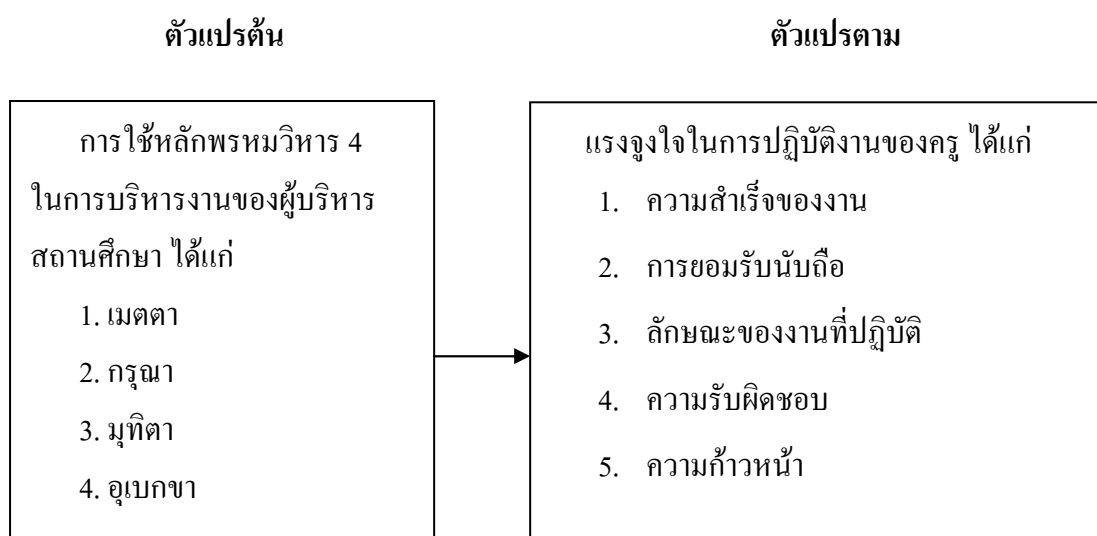 ตัวแปรต้น
ตัวแปรตาม
การใช้หลักพรหมวิหาร 4
ในการบริหารงานของผู้บริหาร
สถานศึกษา ได้แก่
1. เมตตา
2. กรุณา
3. มุทิตา
4. อุเบกขา
แรงจูงใจในการปฏิบัติงานของครู ได้แก่
1. ความสำเร็จของงาน
2. การยอมรับนับถือ
3. ลักษณะของงานที่ปฏิบัติ
4. ความรับผิดชอบ
5. ความก้าวหน้า